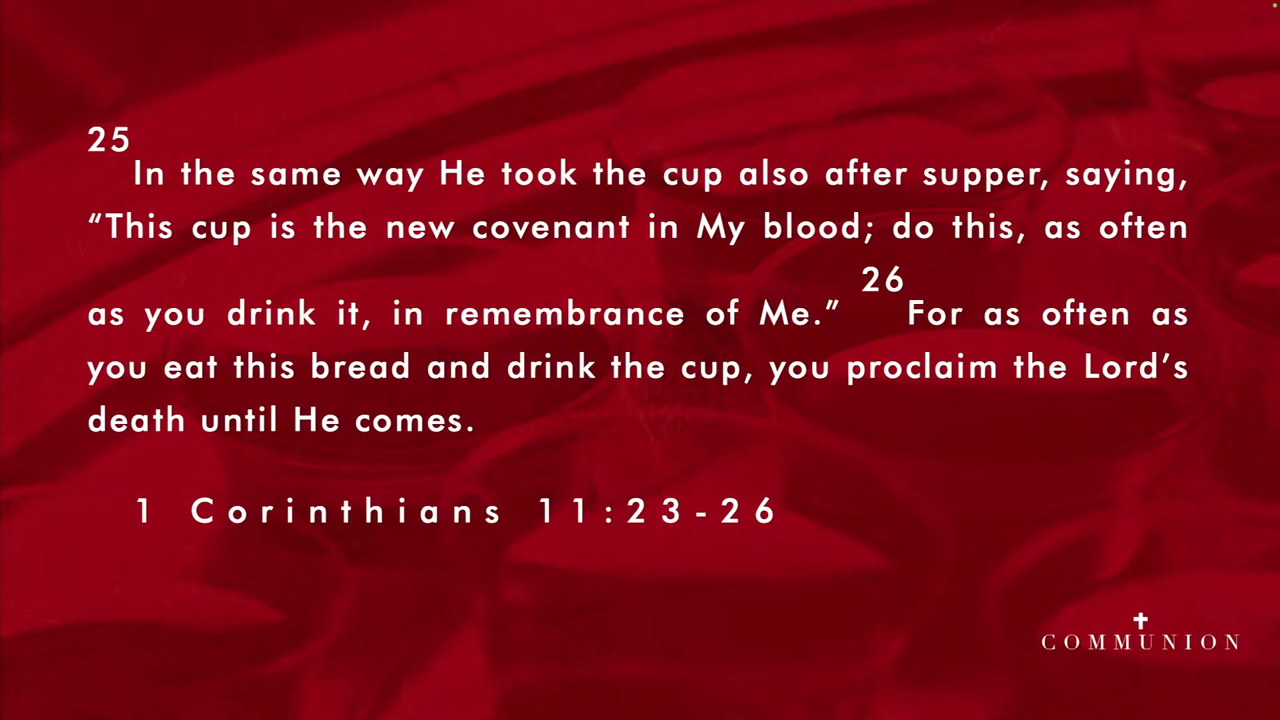 25 In the same way He took the cup also after supper, saying,
“This cup is the new covenant in My blood; do this, as often
as you drink it, in remembrance of Me.” 26 For as often as
you eat this bread and drink the cup, you proclaim the Lord’s
death until He comes.
1 Corinthians 11:23-26
COMMUNION